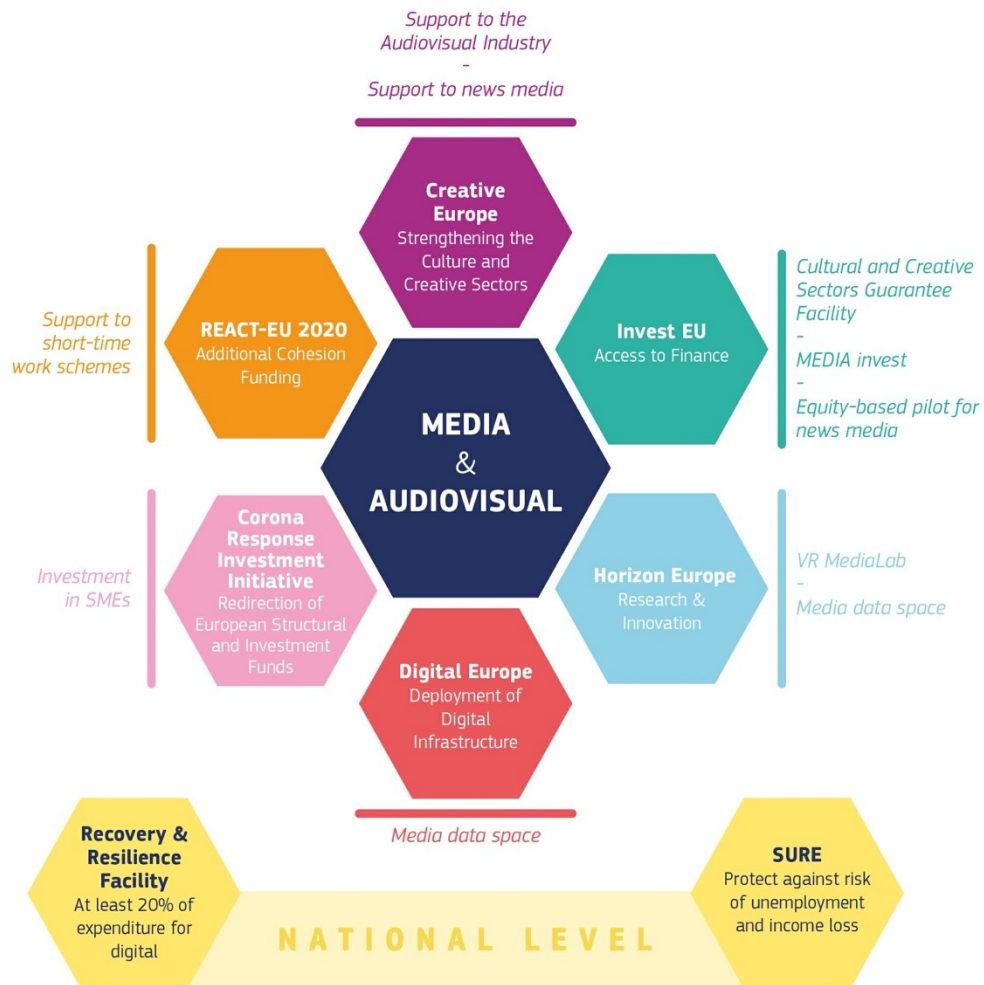 Support to the
Audiovisual Industry
-
Support to news media
Creative
Europe
Strengthening the
Culture and
Creative Sectors
REACT-EU 2020
Additional Cohesion
Funding
Support to
short-time
work schemes
Invest EU
Access to Finance
Cultural and Creative
Sectors Guarantee
Facility
-
MEDIA invest
-
Equity-based pilot for
news media
MEDIA
&
AUDIOVISUAL
Corona
Response
Investment
Initiative
Redirection of
European Structural
and Investment
Funds
Investment
in SMEs
Horizon Europe
Research &
Innovation
VR MediaLab
-
Media data space
Digital Europe
Deployment of
Digital
Infrastructure
Media data space
Recovery &
Resilience
Facility
At least 20% of
expenditure for
digital
NATIONAL LEVEL
SURE
Protect against risk
of unemployment
and income loss